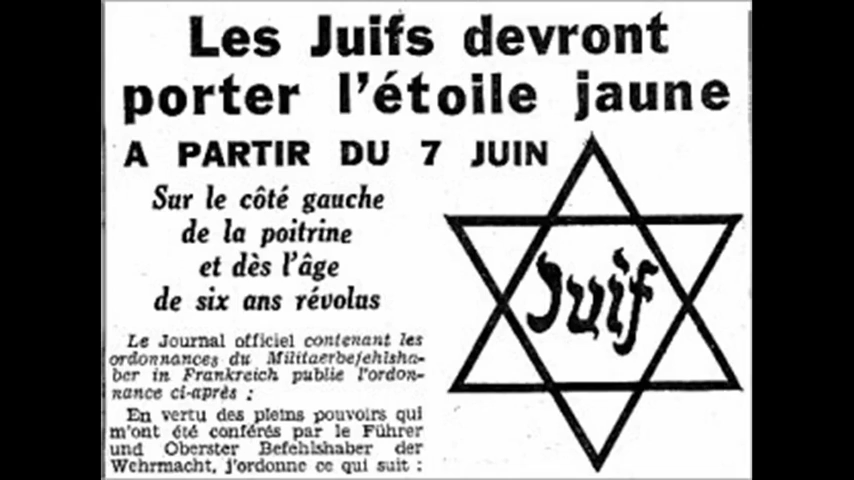 Les Juifs devront
porter l'étoile jaune
A PARTIR DU 7 JUIN
Sur le côté gauche
de la poitrine
et dès l'âge
de six ans révolus
Juif
Le Journal officiel contenant les
ordonnances du Militaerbefehlsha-
ber in Frankreich publie l'ordon-
nance ci-après :
En vertu des pleins pouvoirs qui
m'ont été conférés par le Führer
und Oberster Befehlshaber der
Wehrmacht, j'ordonne ce qui suit :